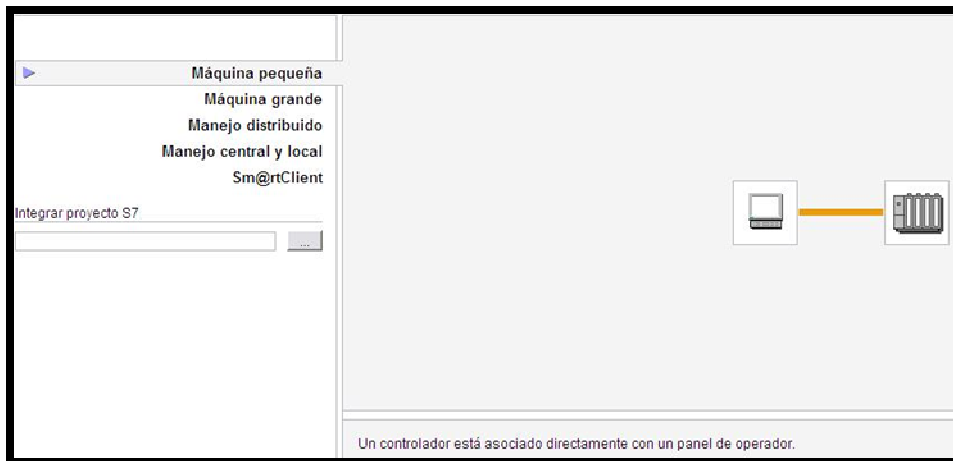 Máquina pequeña
Máquina grande
Manejo distribuido
Manejo central y local
Sm@rtClient
Integrar proyecto S7
...
Un controlador está asociado directamente con un panel de operador.